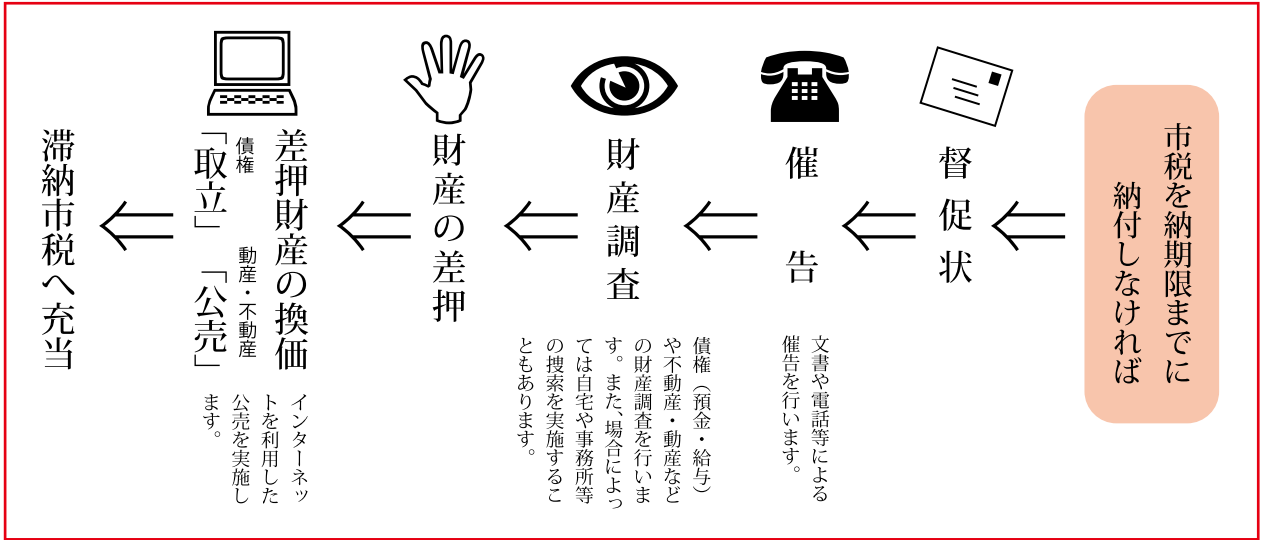 市税を納期限までに
納付しなければ
督促状
催告
文書や電話等による
催告を行います。
財産調査
債権（預金・給与）
や不動産・動産など
の財産調査を行いま
す。また、場合によっ
ては自宅や事務所等
の捜索を実施するこ
ともあります。
財産の差押
差押財産の換価
債権
「取立」
動産・不動産
「公売」
インターネッ
トを利用した
公売を実施し
ます。
滞納市税へ充当